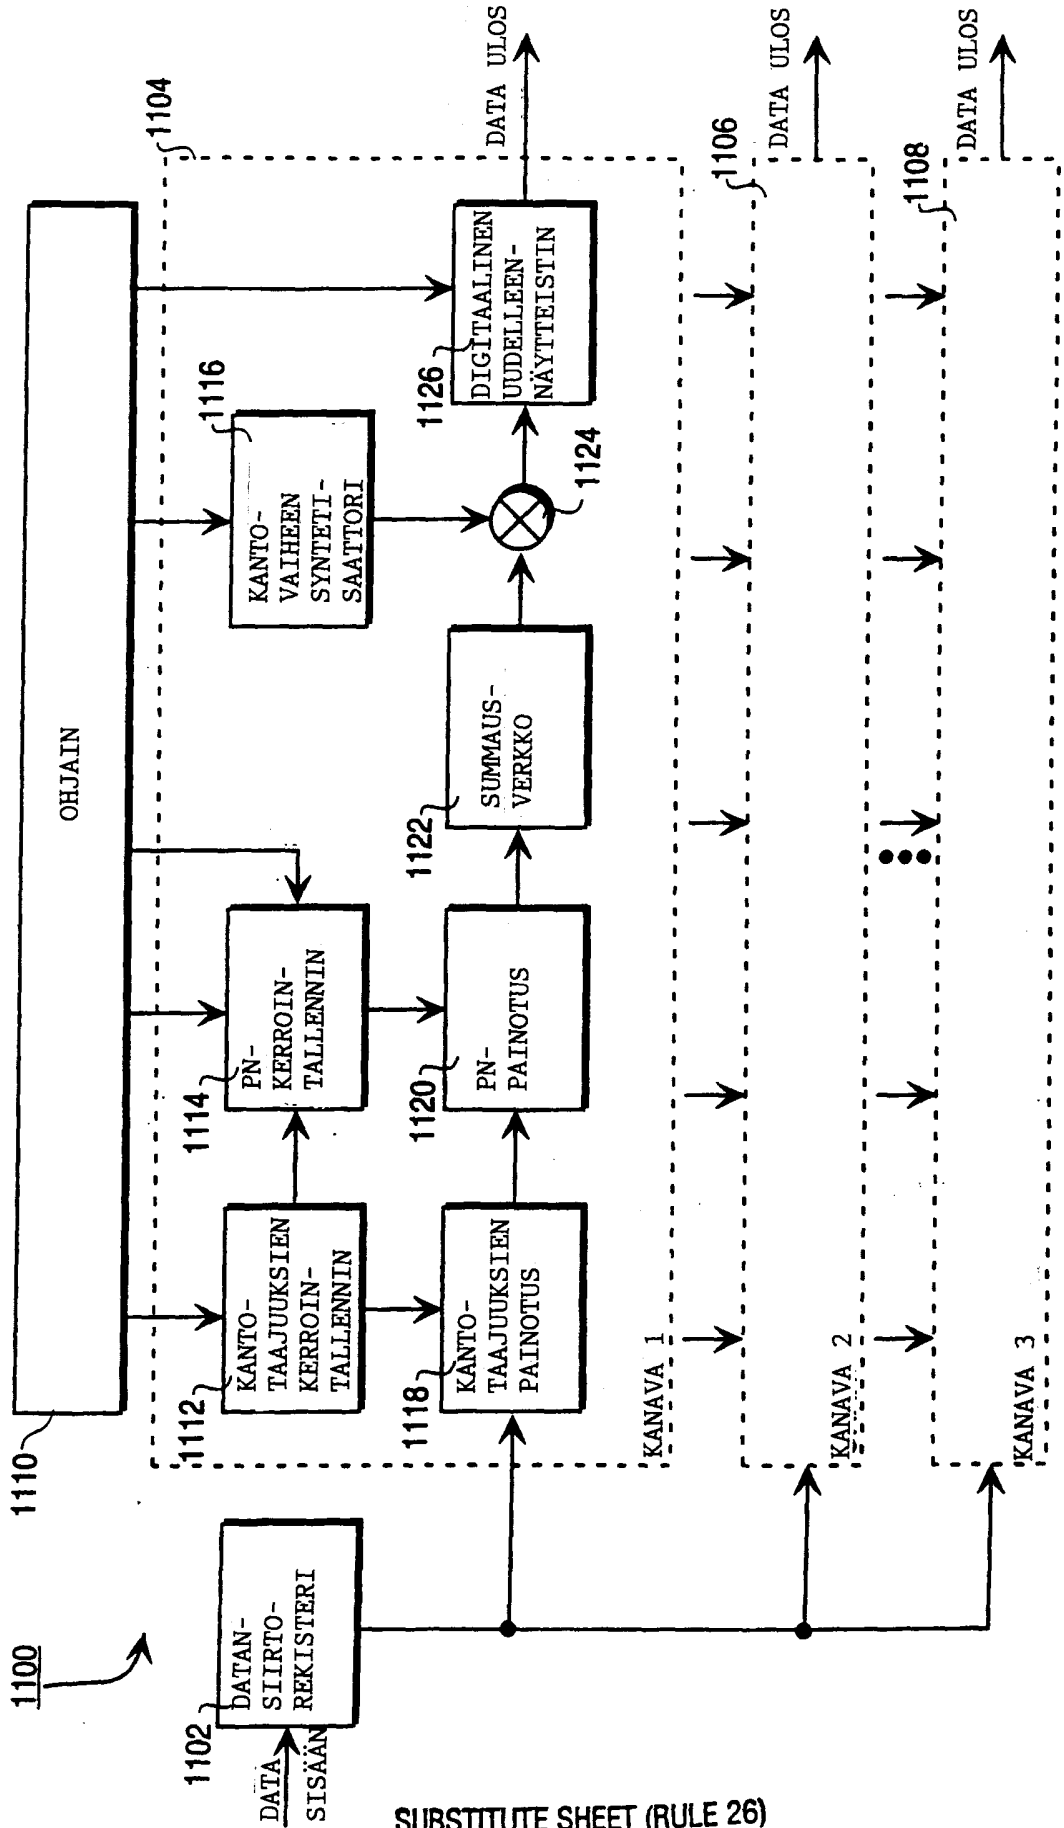 1100
1110
OHJAIN
1104
1102
DATAN-
SIIRTO-
REKISTERI
DATA
SISÄÄN
1112
KANTO-
TAAJUUKSIEN
KERROIN-
TALLENNIN
1114
PN-
KERROIN-
TALLENNIN
1116
KANTO-
VAIHEEN
SYNTETI-
SAATTORI
1118
KANTO-
TAAJUUKSIEN
PAINOTUS
1120
PN-
PAINOTUS
1122
SUMMAUS-
VERKKO
1124
1126
DIGITAALINEN
UUDELLEEN-
NÄYTTEISTIN
DATA ULOS
KANAVA 1
1106
DATA ULOS
KANAVA 2
1108
DATA ULOS
KANAVA 3
SUBSTITUTE SHEET (RULE 26)